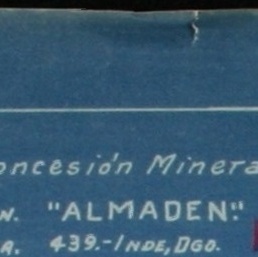 oncesión Minera
w. "ALMADEN."
A. 439.-INDE, DGO.